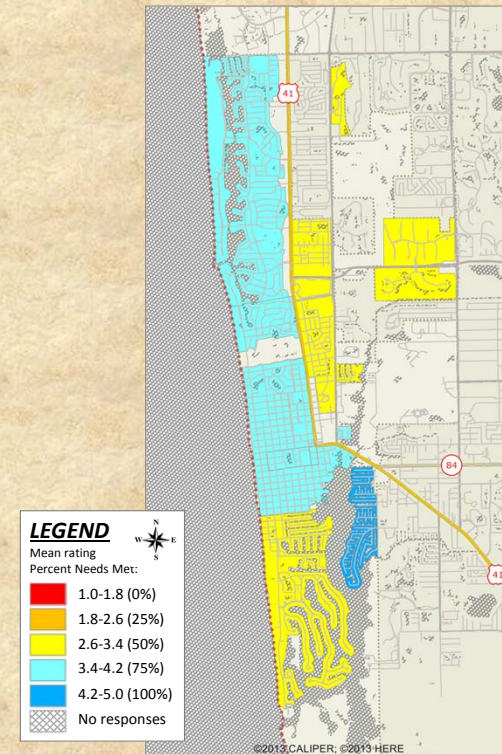 41
84
41
LEGEND
N
W E
S
Mean rating
Percent Needs Met:
1.0-1.8 (0%)
1.8-2.6 (25%)
2.6-3.4 (50%)
3.4-4.2 (75%)
4.2-5.0 (100%)
No responses
©2013 CALIPER; ©2013 HERE